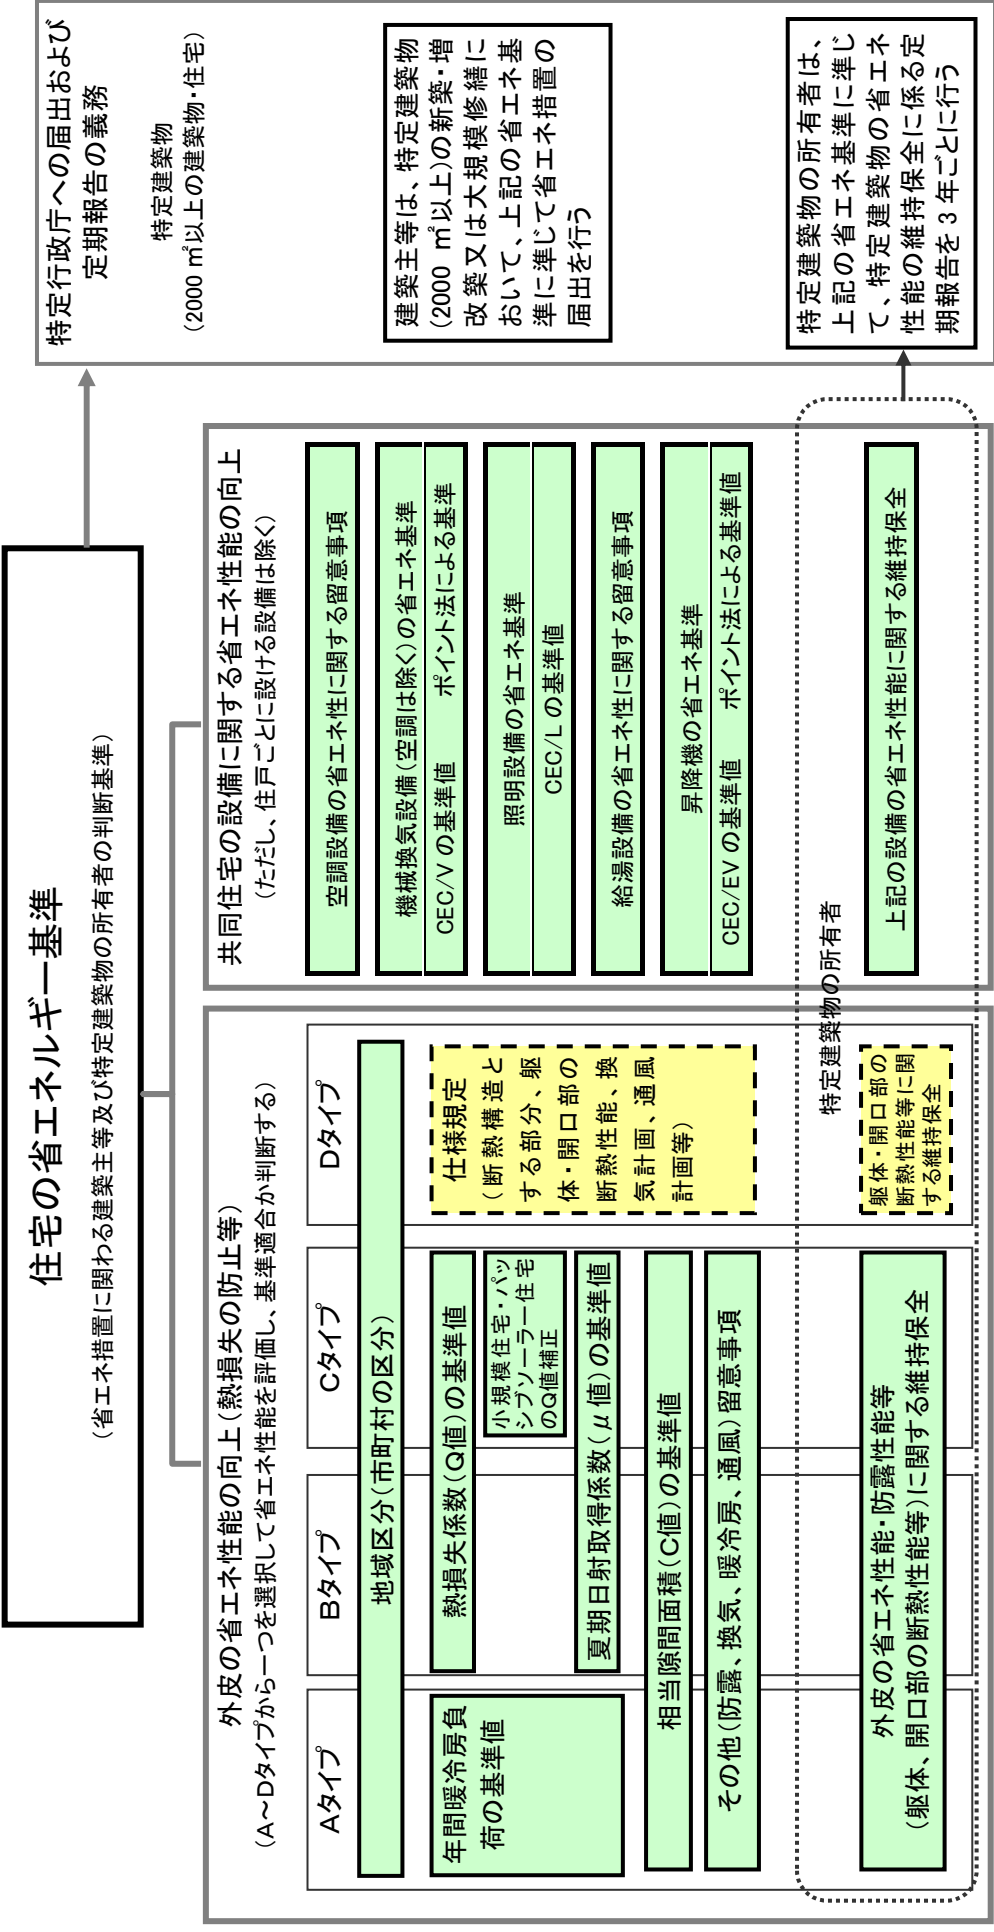 住宅の省エネルギー基準
(省エネ措置に関わる建築主等及び特定建築物の所有者の判断基準)
外皮の省エネ性能の向上(熱損失の防止等)
(A～Dタイプから一つを選択して省エネ性能を評価し、基準適合か判断する)
Aタイプ
Bタイプ
Cタイプ
Dタイプ
地域区分(市町村の区分)
年間暖冷房負
荷の基準値
熱損失係数(Q値)の基準値
小規模住宅・パッ
シブソーラー住宅
のQ値補正
夏期日射取得係数(μ値)の基準値
相当隙間面積(C値)の基準値
その他(防露、換気、暖冷房、通風)留意事項
仕様規定
(断熱構造と
する部分、躯
体・開口部の
断熱性能、換
気計画、通風
計画等)
特定建築物の所有者
外皮の省エネ性能・防露性能等
(躯体、開口部の断熱性能等)に関する維持保全
躯体・開口部の
断熱性能等に関
する維持保全
共同住宅の設備に関する省エネ性能の向上
(ただし、住戸ごとに設ける設備は除く)
空調設備の省エネ性に関する留意事項
機械換気設備(空調は除く)の省エネ基準
CEC/V の基準値 ポイント法による基準
照明設備の省エネ基準
CEC/L の基準値
給湯設備の省エネ性に関する留意事項
昇降機の省エネ基準
CEC/EV の基準値 ポイント法による基準値
上記の設備の省エネ性能に関する維持保全
特定行政庁への届出および
定期報告の義務
特定建築物
(2000 ㎡以上の建築物・住宅)
建築主等は、特定建築物
(2000 ㎡以上)の新築・増
改築又は大規模修繕に
おいて、上記の省エネ基
準に準じて省エネ措置の
届出を行う
特定建築物の所有者は、
上記の省エネ基準に準じ
て、特定建築物の省エネ
性能の維持保全に係る定
期報告を 3 年ごとに行う